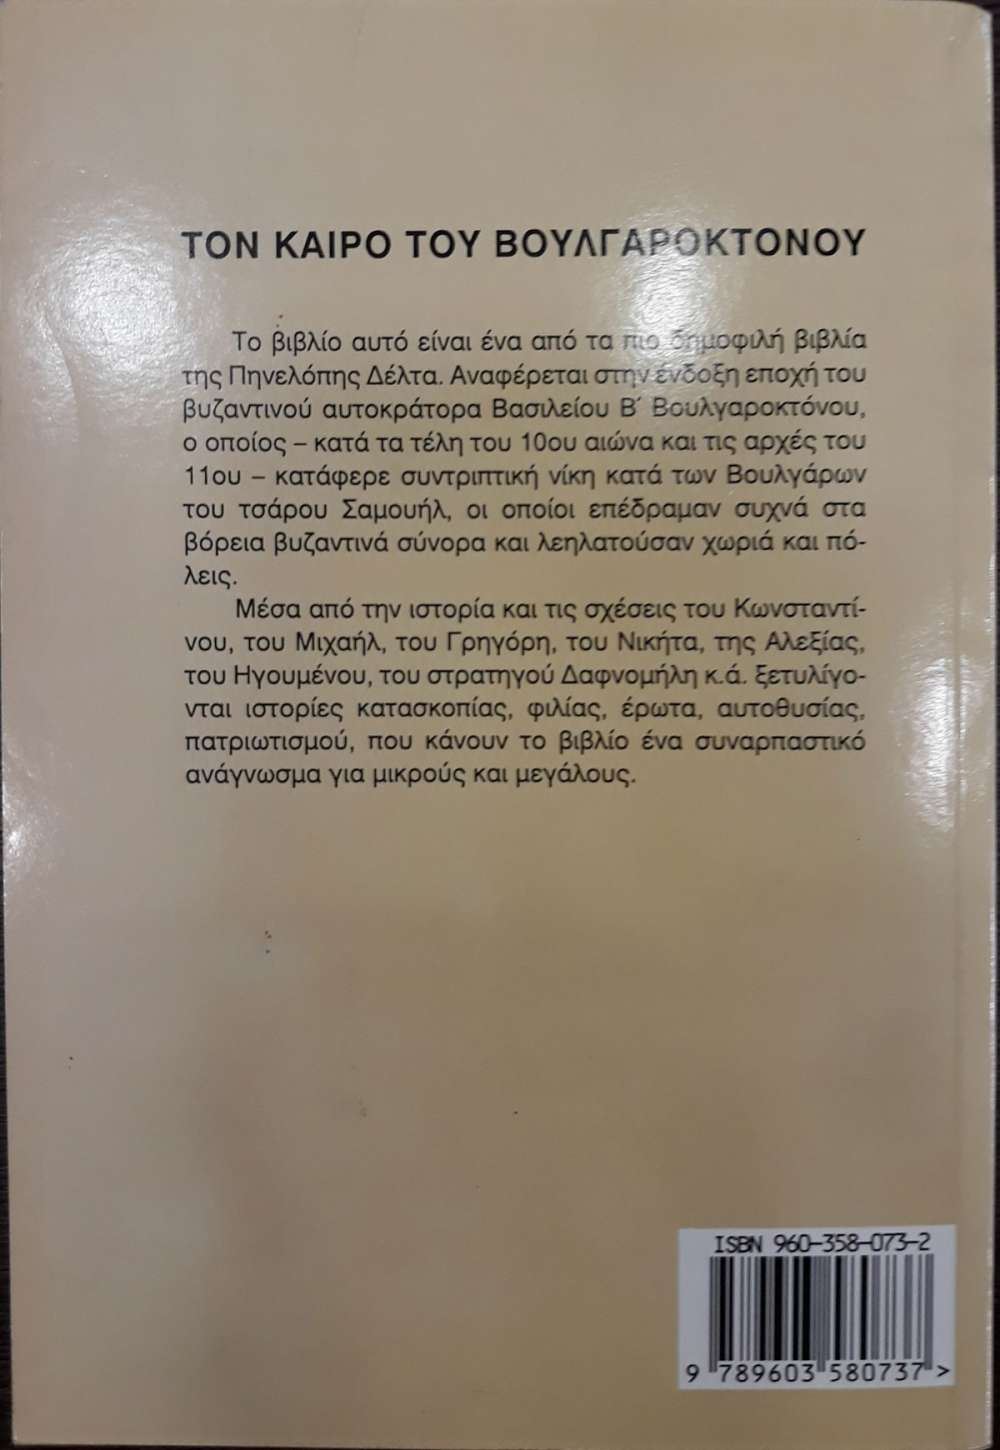 ΤΟΝ ΚΑΙΡΟ ΤΟΥ ΒΟΥΛΓΑΡΟΚΤΟΝΟΥ
Το βιβλίο αυτό είναι ένα από τα πιο δημοφιλή βιβλία
της Πηνελόπης Δέλτα. Αναφέρεται στην ένδοξη εποχή του
βυζαντινού αυτοκράτορα Βασιλείου Β΄ Βουλγαροκτόνου,
ο οποίος – κατά τα τέλη του 10ου αιώνα και τις αρχές του
11ου – κατάφερε συντριπτική νίκη κατά των Βουλγάρων
του τσάρου Σαμουήλ, οι οποίοι επέδραμαν συχνά στα
βόρεια βυζαντινά σύνορα και λεηλατούσαν χωριά και πό-
λεις.
Μέσα από την ιστορία και τις σχέσεις του Κωνσταντί-
νου, του Μιχαήλ, του Γρηγόρη, του Νικήτα, της Αλεξίας,
του Ηγουμένου, του στρατηγού Δαφνομήλη κ.ά. ξετυλίγο-
νται ιστορίες κατασκοπίας, φιλίας, έρωτα, αυτοθυσίας,
πατριωτισμού, που κάνουν το βιβλίο ένα συναρπαστικό
ανάγνωσμα για μικρούς και μεγάλους.
ISBN 960-358-073-2
9 789603 580737 >